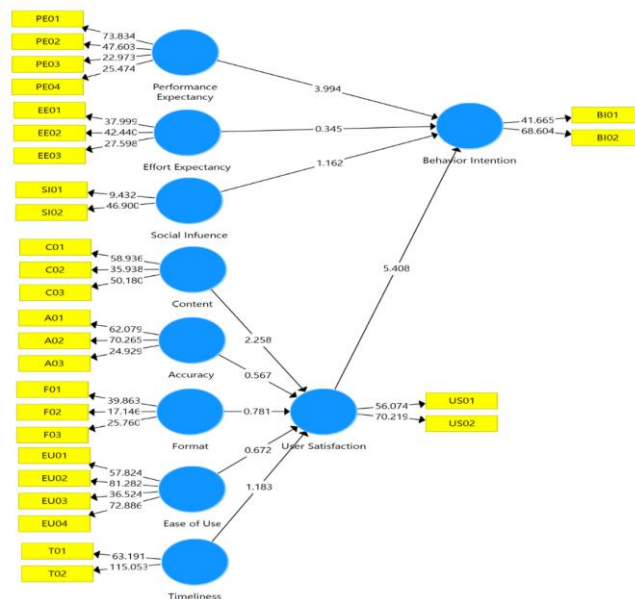 PE01
73.834
PE02
47.603
PE03
22.973
PE04
25.474
Performance
Expectancy
3.994
EE01
37.999
EE02
42.440
EE03
27.598
Effort Expectancy
0.345
SI01
9.432
SI02
46.900
Social Infuence
1.162
41.665
BI01
68.604
BI02
Behavior Intention
C01
58.936
C02
35.938
C03
50.180
Content
2.258
5.408
A01
62.079
A02
70.265
A03
24.929
Accuracy
0.567
F01
39.863
F02
17.146
F03
25.760
Format
0.781
56.074
US01
70.219
US02
User Satisfaction
EU01
57.824
EU02
81.282
EU03
36.524
EU04
72.886
Ease of Use
0.672
T01
63.191
T02
115.053
Timeliness
1.183